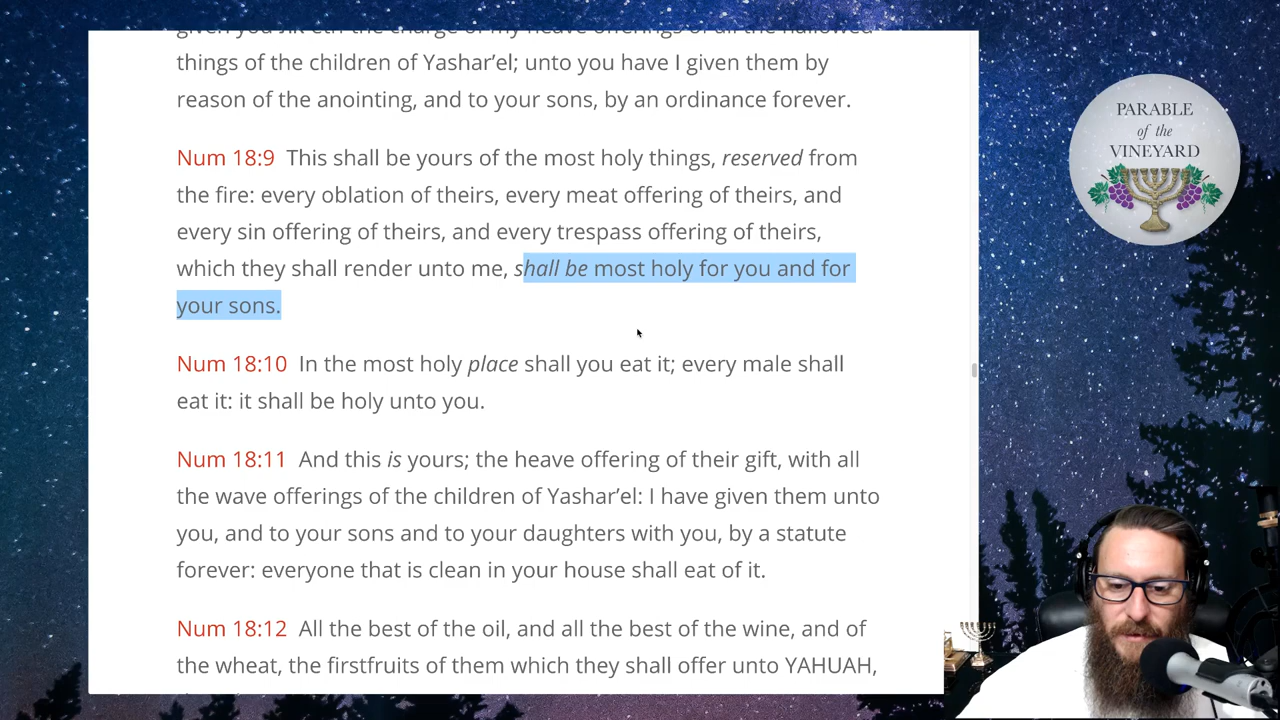 things of the children of Yashar’el; unto you have I given them by
reason of the anointing, and to your sons, by an ordinance forever.
Num 18:9 This shall be yours of the most holy things, reserved from
the fire: every oblation of theirs, every meat offering of theirs, and
every sin offering of theirs, and every trespass offering of theirs,
which they shall render unto me, shall be most holy for you and for
your sons.
Num 18:10 In the most holy place shall you eat it; every male shall
eat it: it shall be holy unto you.
Num 18:11 And this is yours; the heave offering of their gift, with all
the wave offerings of the children of Yashar’el: I have given them unto
you, and to your sons and to your daughters with you, by a statute
forever: everyone that is clean in your house shall eat of it.
Num 18:12 All the best of the oil, and all the best of the wine, and of
the wheat, the firstfruits of them which they shall offer unto YAHUAH,
PARABLE
of the
VINEYARD